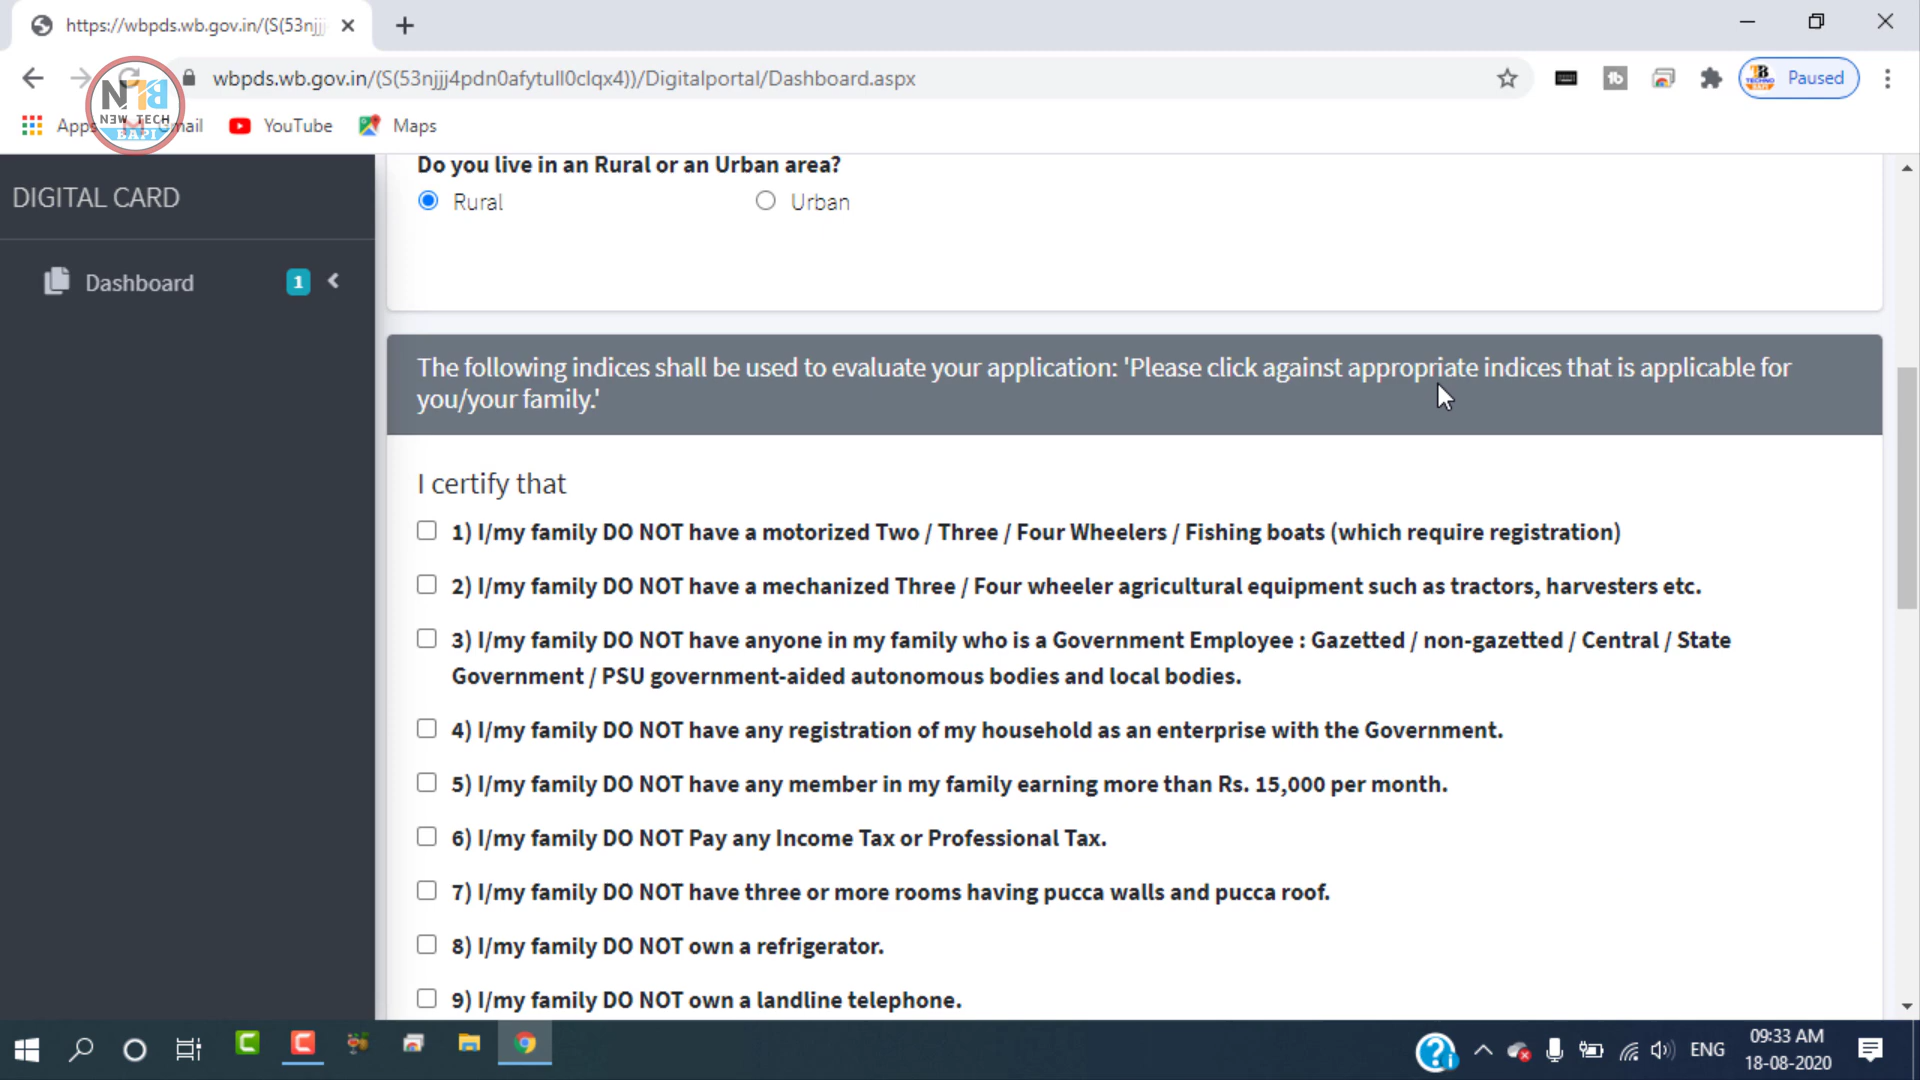 https://wbpds.wb.gov.in/(S(53njjj
wbpds.wb.gov.in/(S(53njjj4pdn0afytull0clqx4))/Digitalportal/Dashboard.aspx
Paused
Apps
Gmail
YouTube
Maps
N3W TECH
BAPI
DIGITAL CARD
Dashboard
1
Do you live in an Rural or an Urban area?
Rural
Urban
The following indices shall be used to evaluate your application: 'Please click against appropriate indices that is applicable for
you/your family.'
I certify that
1) I/my family DO NOT have a motorized Two / Three / Four Wheelers / Fishing boats (which require registration)
2) I/my family DO NOT have a mechanized Three / Four wheeler agricultural equipment such as tractors, harvesters etc.
3) I/my family DO NOT have anyone in my family who is a Government Employee : Gazetted / non-gazetted / Central / State
Government / PSU government-aided autonomous bodies and local bodies.
4) I/my family DO NOT have any registration of my household as an enterprise with the Government.
5) I/my family DO NOT have any member in my family earning more than Rs. 15,000 per month.
6) I/my family DO NOT Pay any Income Tax or Professional Tax.
7) I/my family DO NOT have three or more rooms having pucca walls and pucca roof.
8) I/my family DO NOT own a refrigerator.
9) I/my family DO NOT own a landline telephone.
ENG
09:33 AM
18-08-2020